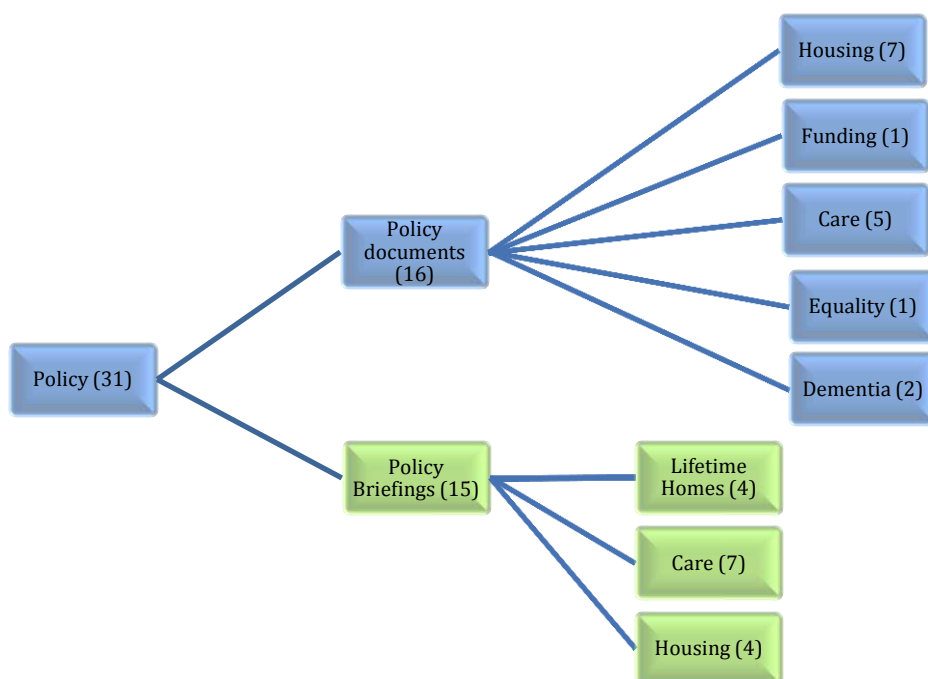 Housing (7)
Funding (1)
Care (5)
Equality (1)
Dementia (2)
Policy
documents
(16)
Policy (31)
Policy
Briefings (15)
Lifetime
Homes (4)
Care (7)
Housing (4)